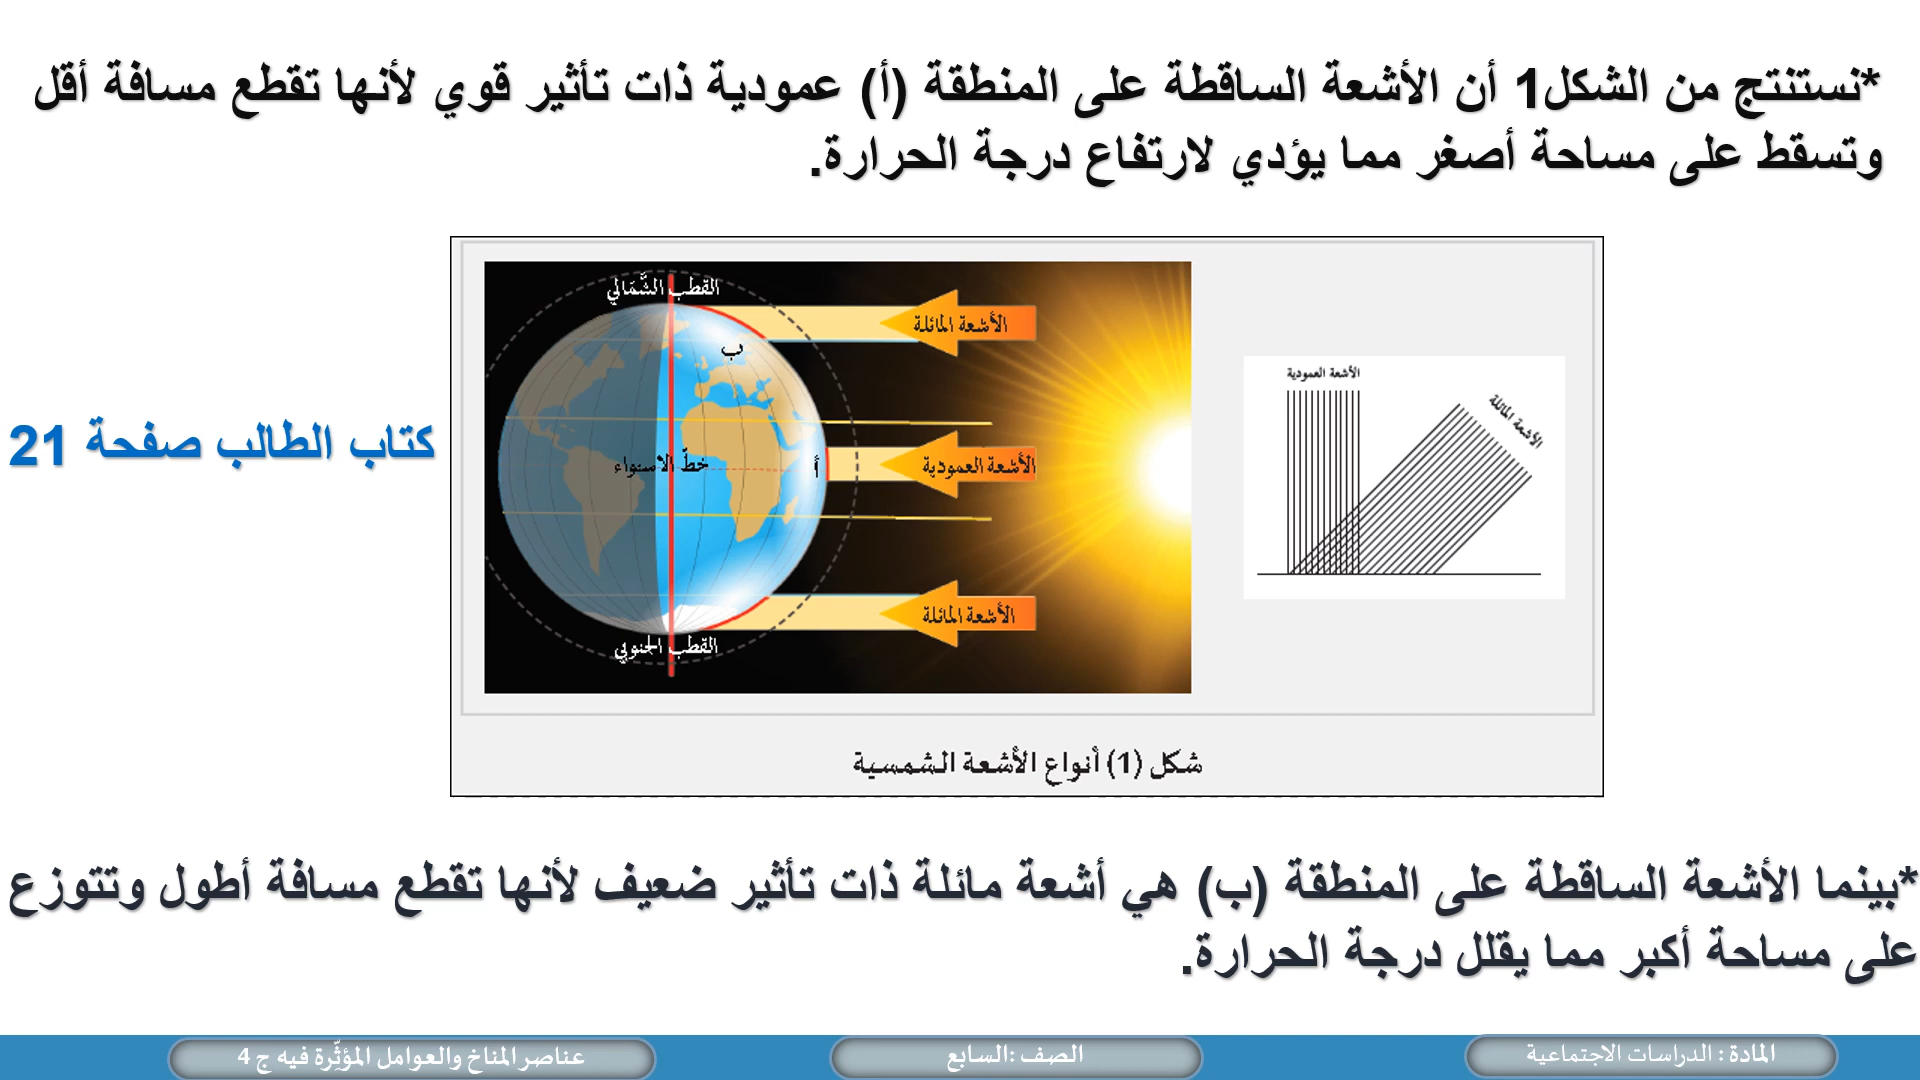 *نستنتج من الشكل1 أن الأشعة الساقطة على المنطقة (أ) عمودية ذات تأثير قوي لأنها تقطع مسافة أقل
وتسقط على مساحة أصغر مما يؤدي لارتفاع درجة الحرارة.
القطب الشّمالي
الأشعة المائلة
ب
الأشعة العمودية
الأشعة المائلة
كتاب الطالب صفحة 21
خطّ الاستواء
أ
الأشعة العمودية
الأشعة المائلة
القطب الجنوبي
شكل (1) أنواع الأشعة الشمسية
*بينما الأشعة الساقطة على المنطقة (ب) هي أشعة مائلة ذات تأثير ضعيف لأنها تقطع مسافة أطول وتتوزع
على مساحة أكبر مما يقلل درجة الحرارة.
المادة : الدراسات الاجتماعية
الصف :السابع
عناصر المناخ والعوامل المؤثّرة فيه ج 4